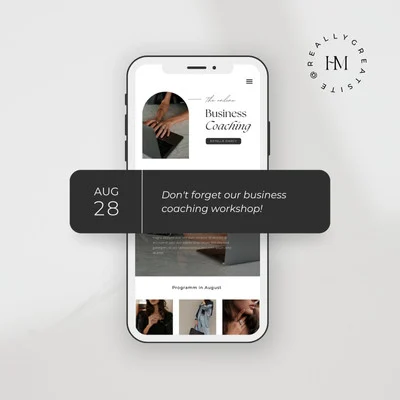 @REALLYGREATSITE
HM
the online
Business
Coaching
AUG
28
Don't forget our business
coaching workshop!
Programm in August